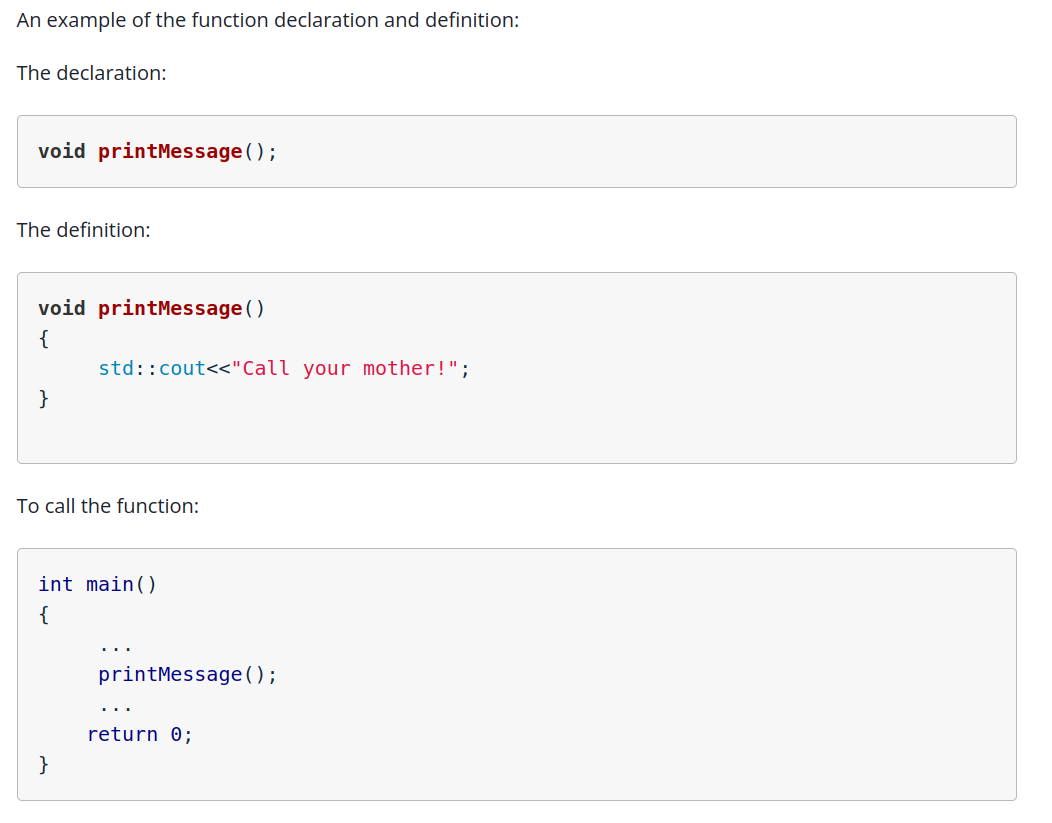 An example of the function declaration and definition:
The declaration:
void printMessage();
The definition:
void printMessage()
{
     std::cout<<"Call your mother!";
}
To call the function:
int main()
{
     ...
     printMessage();
     ...
    return 0;
}